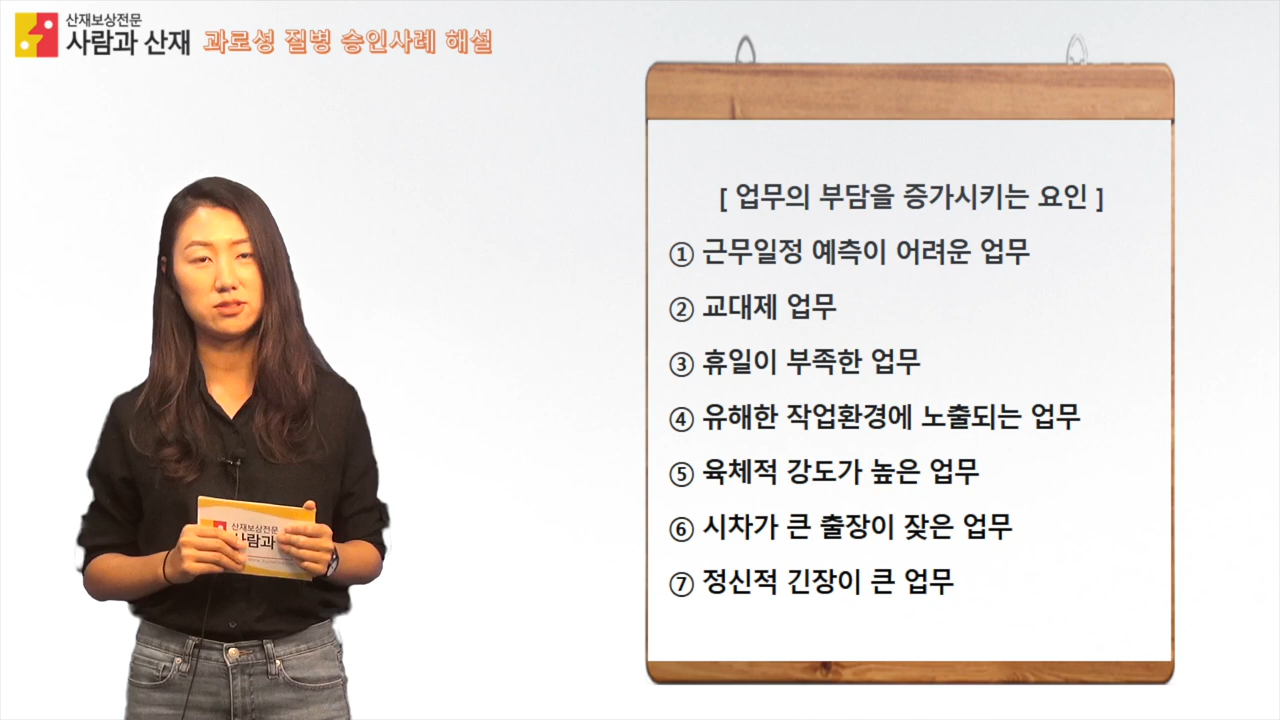 산재보상전문
사람과 산재 과로성 질병 승인사례 해설
[ 업무의 부담을 증가시키는 요인 ]
① 근무일정 예측이 어려운 업무
② 교대제 업무
③ 휴일이 부족한 업무
④ 유해한 작업환경에 노출되는 업무
⑤ 육체적 강도가 높은 업무
⑥ 시차가 큰 출장이 잦은 업무
⑦ 정신적 긴장이 큰 업무
산재보상전문
사람과